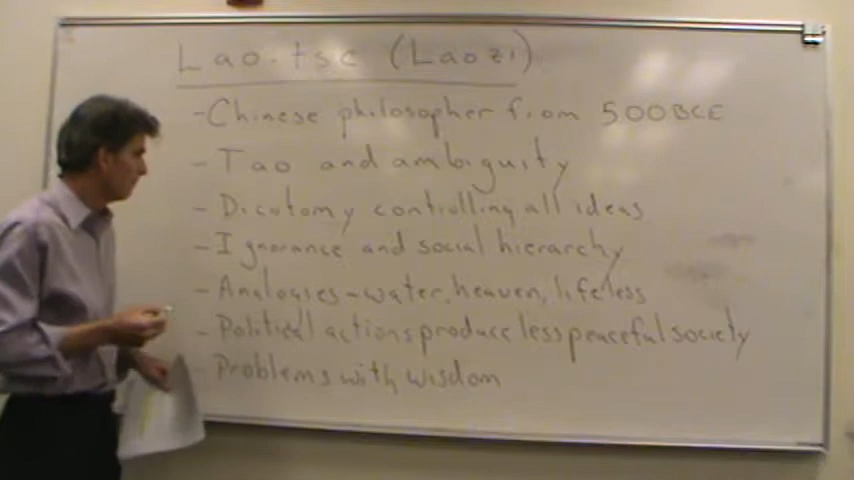 Lao-tse (Laozi)
- Chinese philosopher from 500BCE
- Tao and ambiguity
- Dicotomy controlling all ideas
- Ignorance and social hierarchy
- Analogies - water, heaven, lifeless
- Political actions produce less peaceful society
- Problems with wisdom